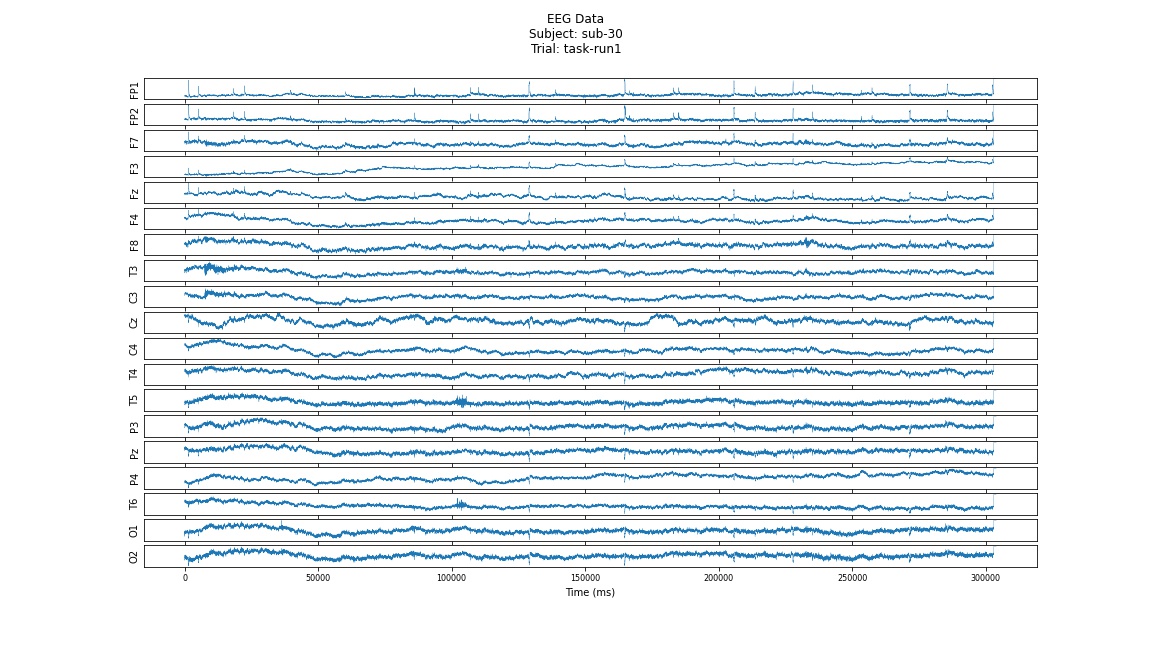 EEG Data
Subject: sub-30
Trial: task-run1
FP1
FP2
F7
F3
Fz
F4
F8
T3
C3
Cz
C4
T4
T5
P3
Pz
P4
T6
O1
O2
0 50000 100000 150000 200000 250000 300000
Time (ms)